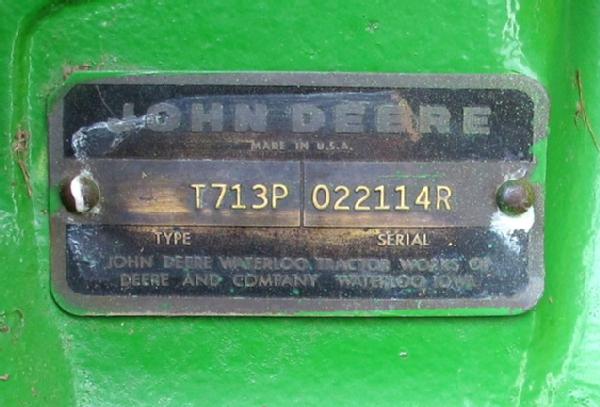 JOHN DEERE
MADE IN U.S.A.
T713P 022114R
TYPE SERIAL
JOHN DEERE WATERLOO TRACTOR WORKS OF
DEERE AND COMPANY WATERLOO IOWA